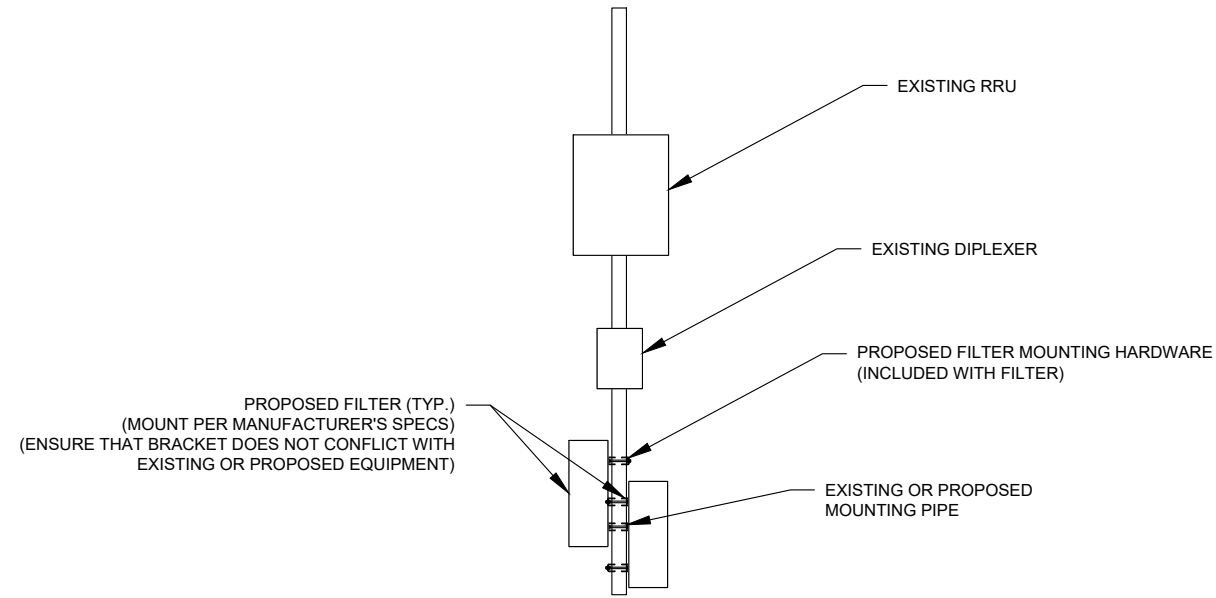 EXISTING RRU
EXISTING DIPLEXER
PROPOSED FILTER MOUNTING HARDWARE
(INCLUDED WITH FILTER)
PROPOSED FILTER (TYP.)
(MOUNT PER MANUFACTURER'S SPECS)
(ENSURE THAT BRACKET DOES NOT CONFLICT WITH
EXISTING OR PROPOSED EQUIPMENT)
EXISTING OR PROPOSED
MOUNTING PIPE